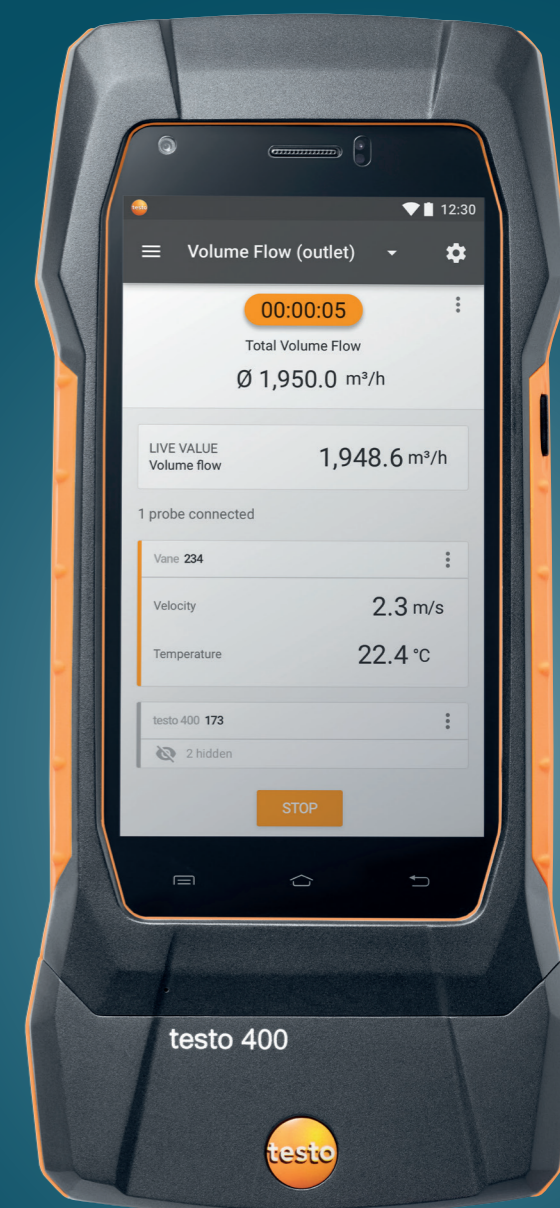 testo
12:30
Volume Flow (outlet)
00:00:05
Total Volume Flow
Ø 1,950.0 m³/h
LIVE VALUE
Volume flow
1,948.6 m³/h
1 probe connected
Vane 234
Velocity 2.3 m/s
Temperature 22.4 °C
testo 400 173
2 hidden
STOP
testo 400
testo